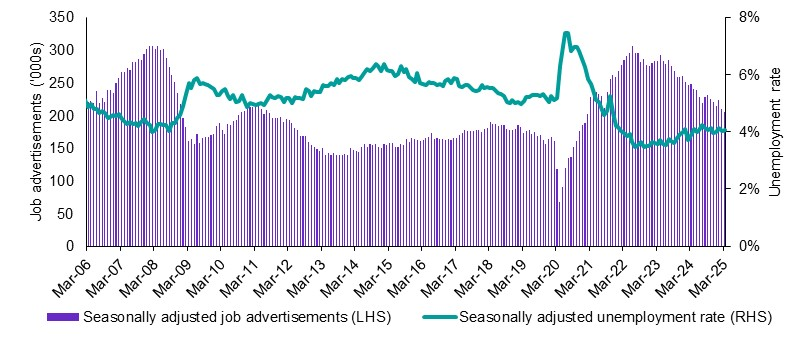 350
300
250
200
150
100
50
0
Job advertisements ('000s)
8%
6%
4%
2%
0%
Unemployment rate
Mar-06
Mar-07
Mar-08
Mar-09
Mar-10
Mar-11
Mar-12
Mar-13
Mar-14
Mar-15
Mar-16
Mar-17
Mar-18
Mar-19
Mar-20
Mar-21
Mar-22
Mar-23
Mar-24
Mar-25
Seasonally adjusted job advertisements (LHS)
Seasonally adjusted unemployment rate (RHS)